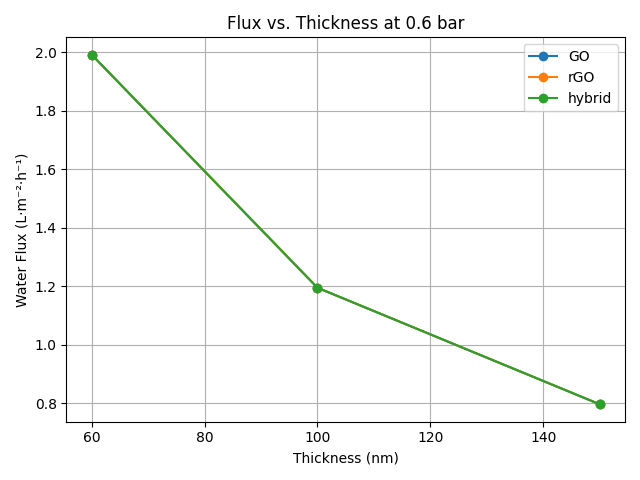 Flux vs. Thickness at 0.6 bar
GO
rGO
hybrid
2.0
1.8
1.6
1.4
1.2
1.0
0.8
Water Flux (L·m⁻²·h⁻¹)
60
80
100
120
140
Thickness (nm)